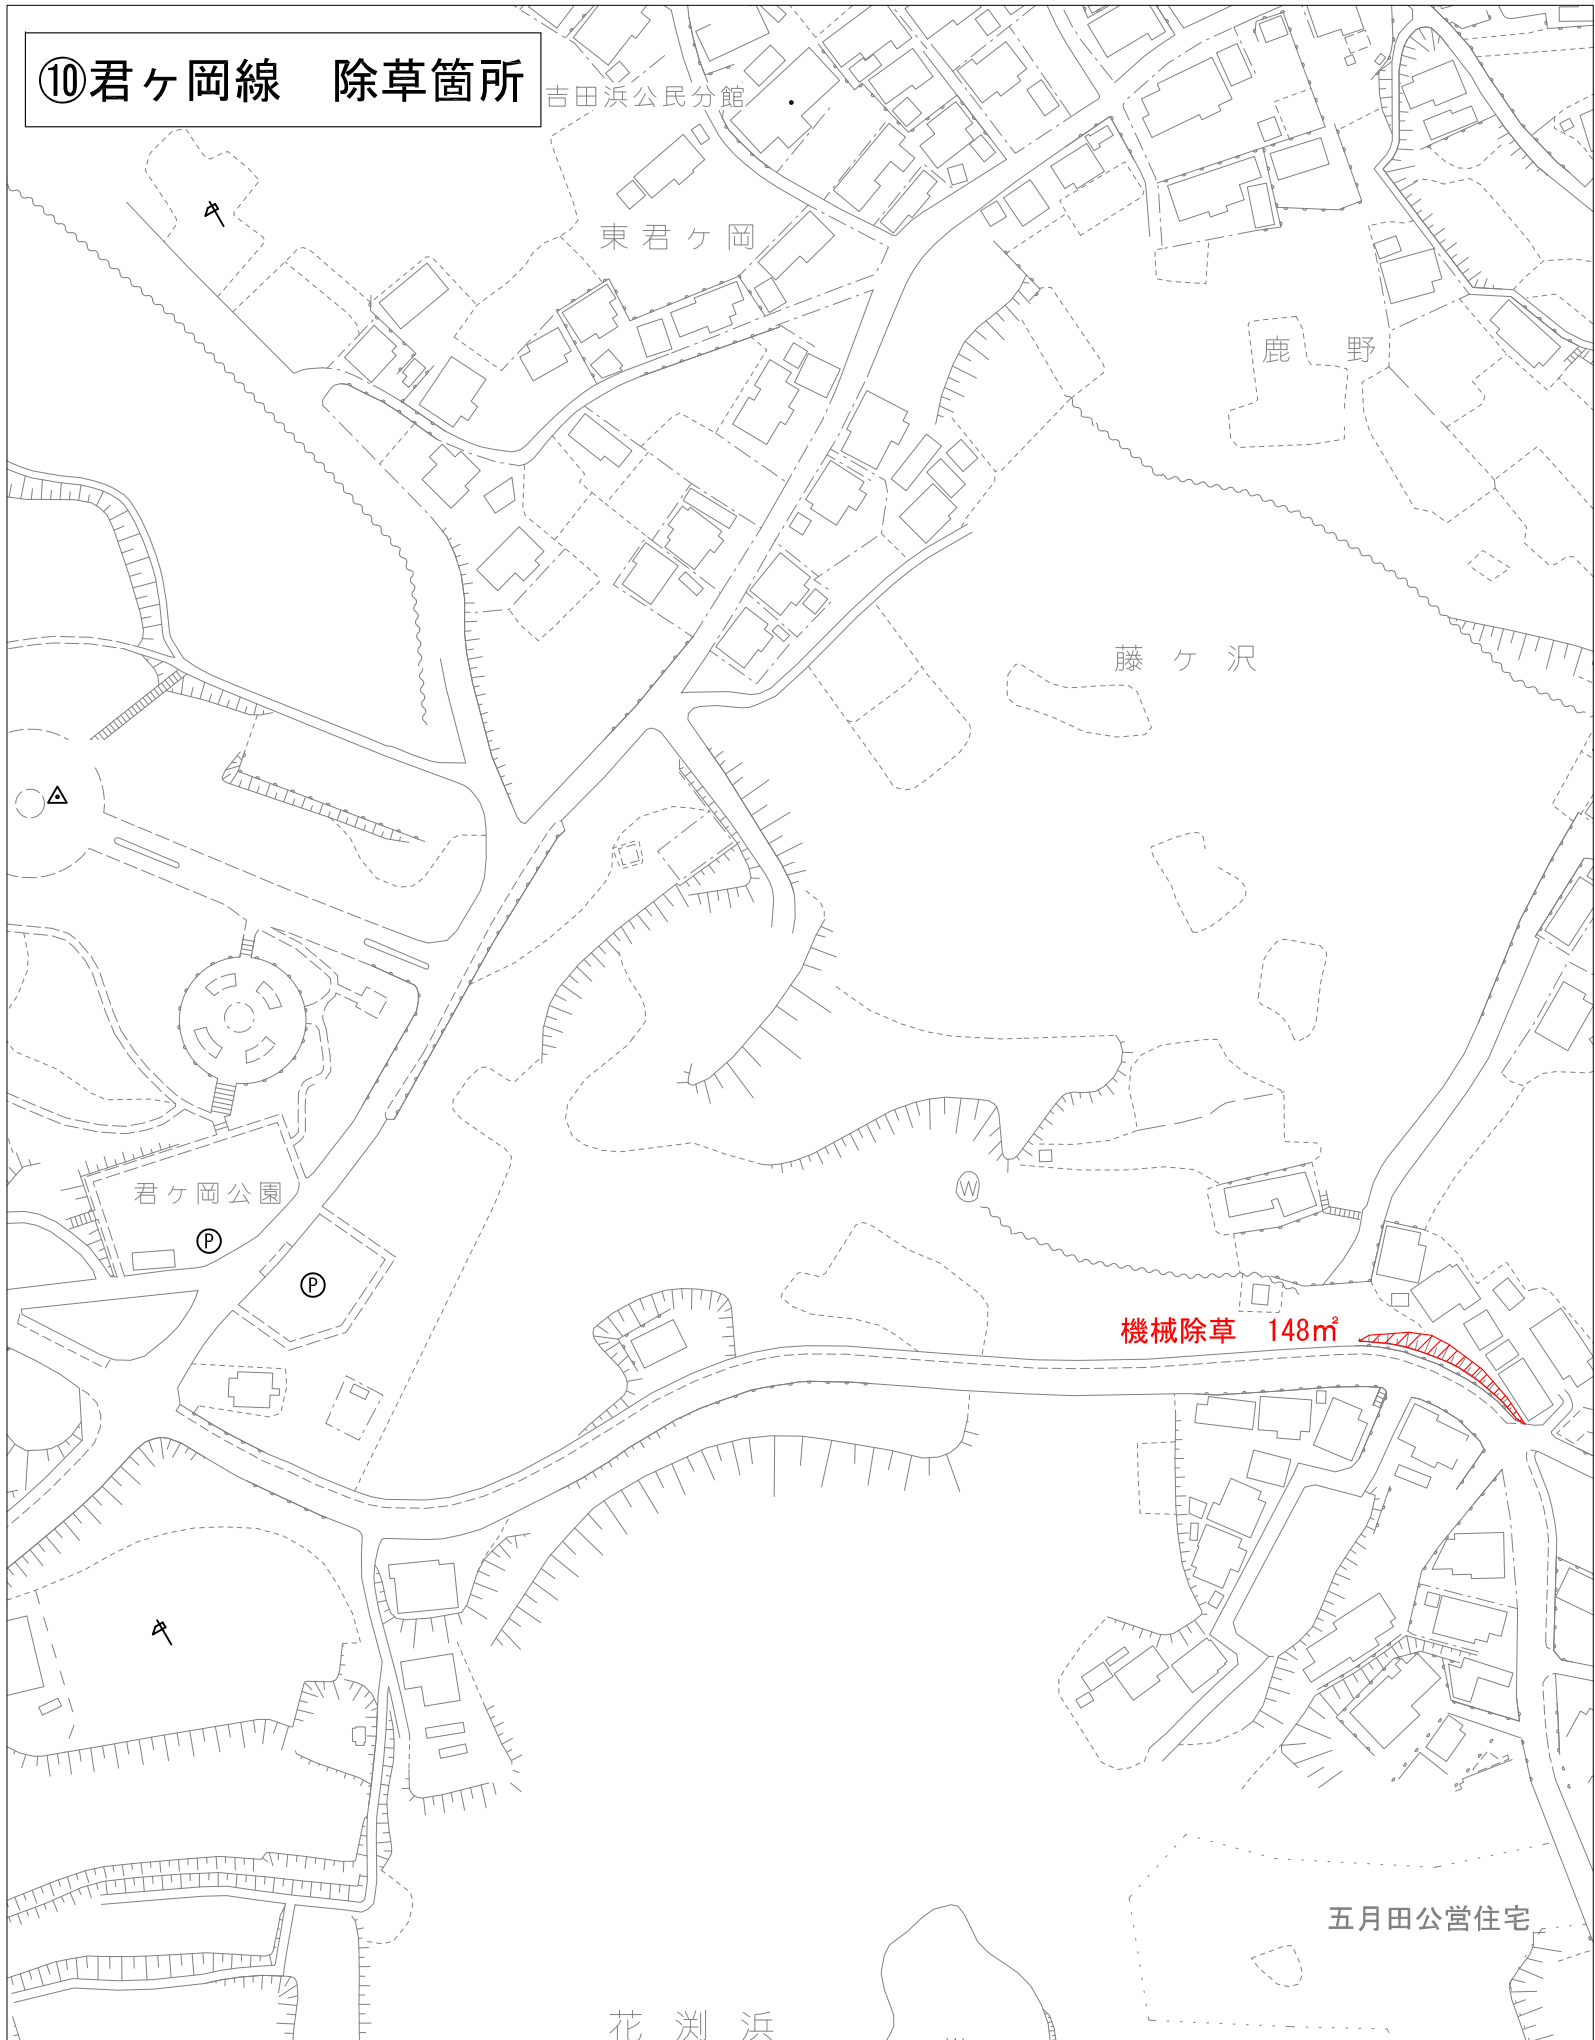 ⑩君ヶ岡線　除草箇所
吉田浜公民分館
東君ヶ岡
鹿野
藤ヶ沢
君ヶ岡公園
Ⓦ
Ⓟ
Ⓟ
機械除草　148㎡
五月田公営住宅
花渕浜